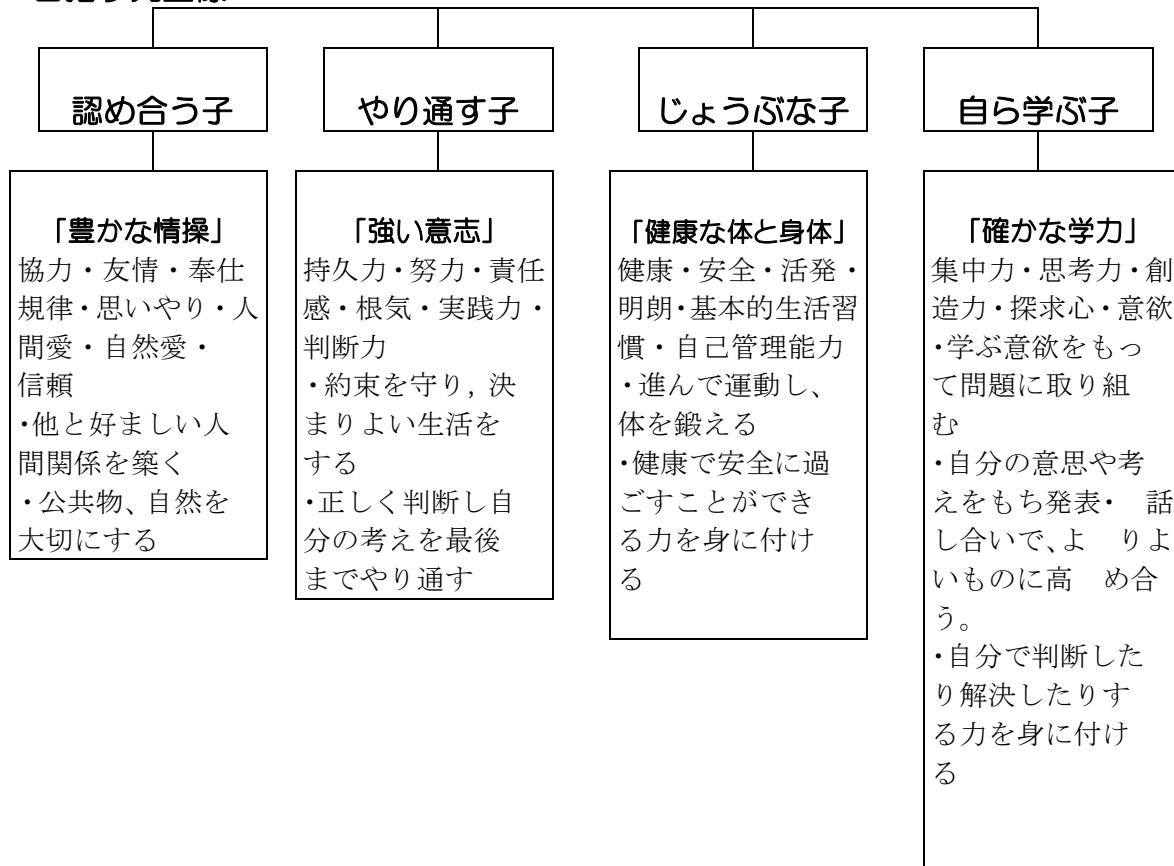 認め合う子
やり通す子
じょうぶな子
自ら学ぶ子
「豊かな情操」
協力・友情・奉仕
規律・思いやり・人
間愛・自然愛・
信頼
・他と好ましい人
間関係を築く
・公共物、自然を
大切にする
「強い意志」
持久力・努力・責任
感・根気・実践力・
判断力
・約束を守り, 決
まりよい生活を
する
・正しく判断し自
分の考えを最後
までやり通す
「健康な体と身体」
健康・安全・活発・
明朗・基本的生活習
慣・自己管理能力
・進んで運動し、
体を鍛える
・健康で安全に過
ごすことができ
る力を身に付け
る
「確かな学力」
集中力・思考力・創
造力・探求心・意欲
・学ぶ意欲をもっ
て問題に取り組
む
・自分の意思や考
えをもち発表・　話
し合いで、よ　りよ
いものに高　め合
う。
・自分で判断した
り解決したりす
る力を身に付け
る